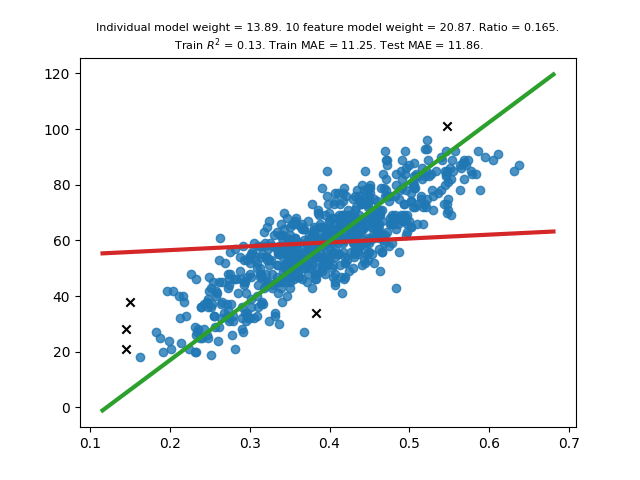 Individual model weight = 13.89. 10 feature model weight = 20.87. Ratio = 0.165.
Train R² = 0.13. Train MAE = 11.25. Test MAE = 11.86.
120
100
80
60
40
20
0
0.1 0.2 0.3 0.4 0.5 0.6 0.7